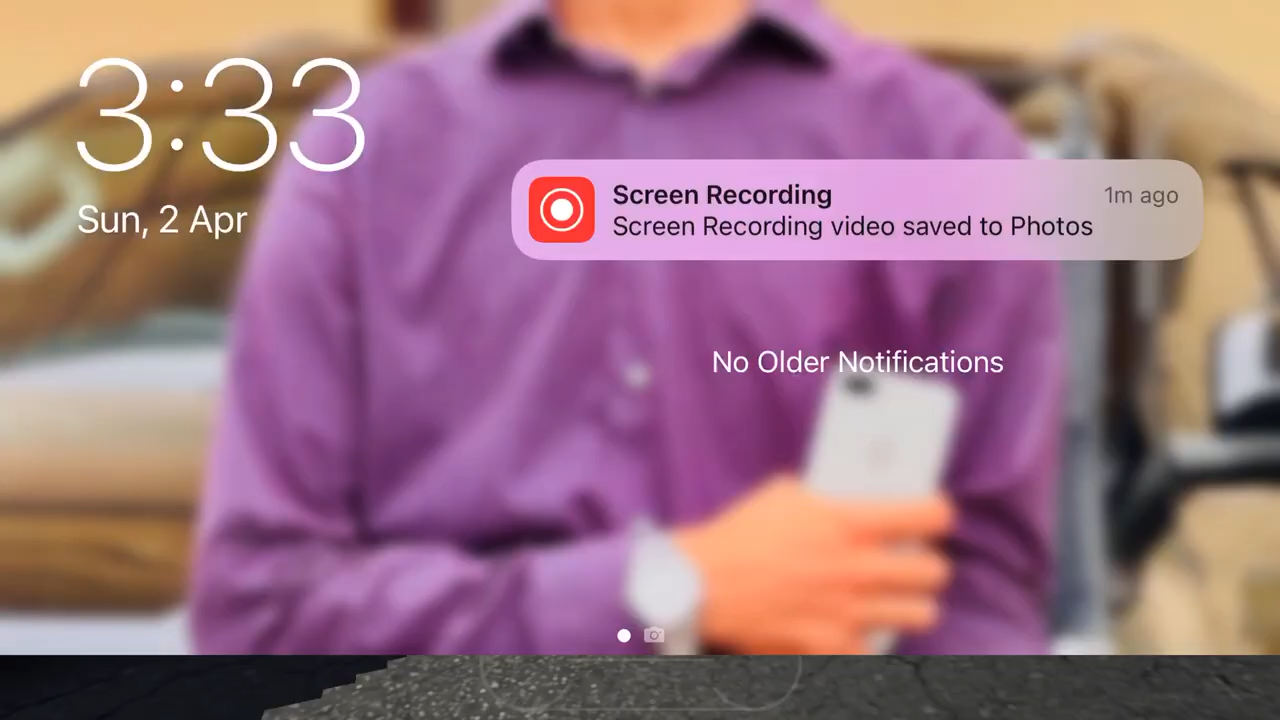 3:33
Sun, 2 Apr
Screen Recording
1m ago
Screen Recording video saved to Photos
No Older Notifications